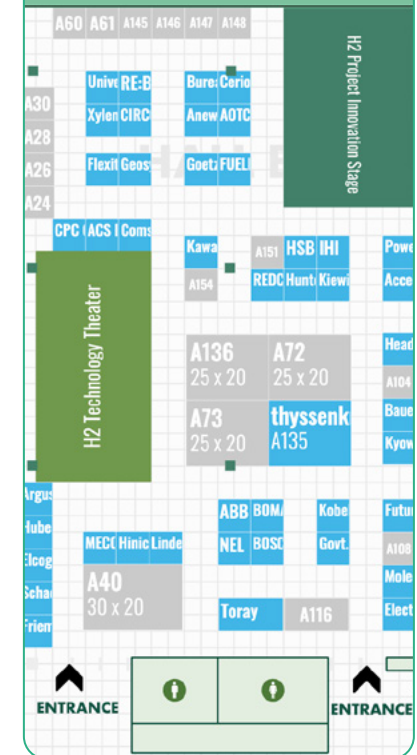 A60 A61 A145 A146 A147 A148
H2 Project Innovation Stage
Unive RE:B Bure Cerio
A30
Xylen CIRC Anew AOTC
A28
HALL E
A26 Flexit Geos Goetz FUEL
A24
CPC ACS I Coms
Kawa A151 HSB IHI Powe
A154 REDC Hunt Kiewi Acce
H2 Technology Theater
A136 A72 Head
25 x 20 25 x 20
A104
A73 thyssenk Baue
25 x 20 A135
Kyow
Argus
ABB BOM Kobe Futu
Hube
MECC Hinic Linde NEL BOSC Govt. A108
Elcog
A40 Mole
30 x 20
Scha
Toray A116 Elect
Friem
ENTRANCE ENTRANCE